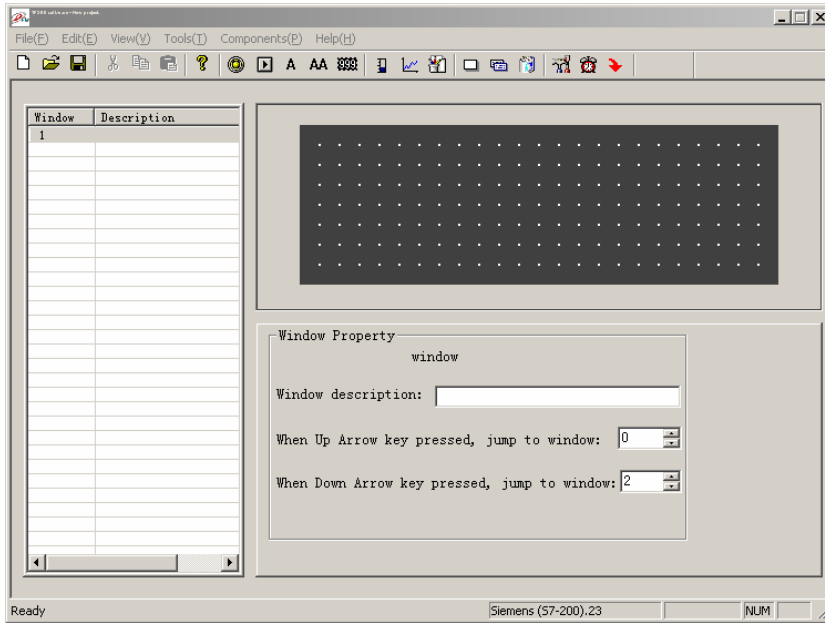 File(F) Edit(E) View(V) Tools(T) Components(P) Help(H)
A AA
Window Description
1
Window Property
window
Window description:
When Up Arrow key pressed, jump to window: 0
When Down Arrow key pressed, jump to window: 2
Ready Siemens (S7-200).23 NUM